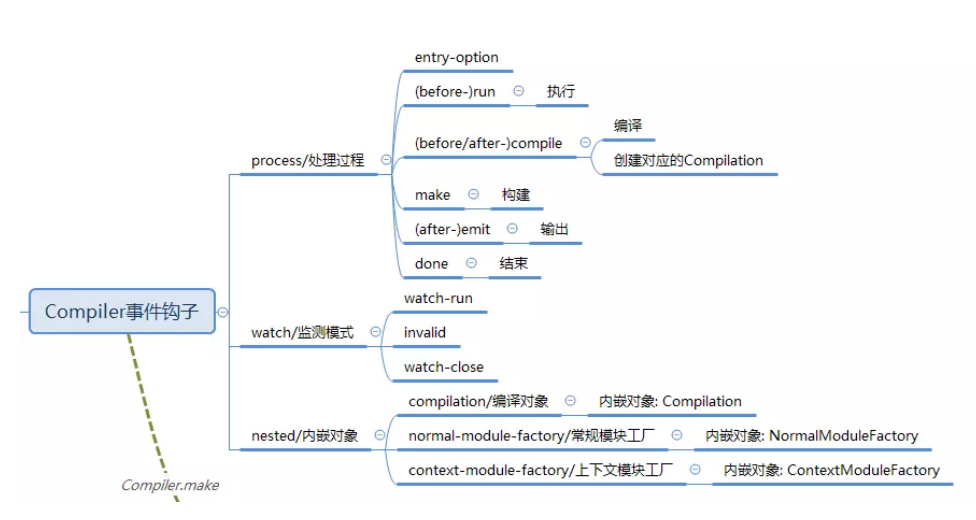 Compiler事件钩子
process/处理过程
entry-option
(before-)run
执行
(before/after-)compile
编译
创建对应的Compilation
make
构建
(after-)emit
输出
done
结束
watch/监测模式
watch-run
invalid
watch-close
nested/内嵌对象
compilation/编译对象
内嵌对象: Compilation
normal-module-factory/常规模块工厂
内嵌对象: NormalModuleFactory
context-module-factory/上下文模块工厂
内嵌对象: ContextModuleFactory
Compiler.make